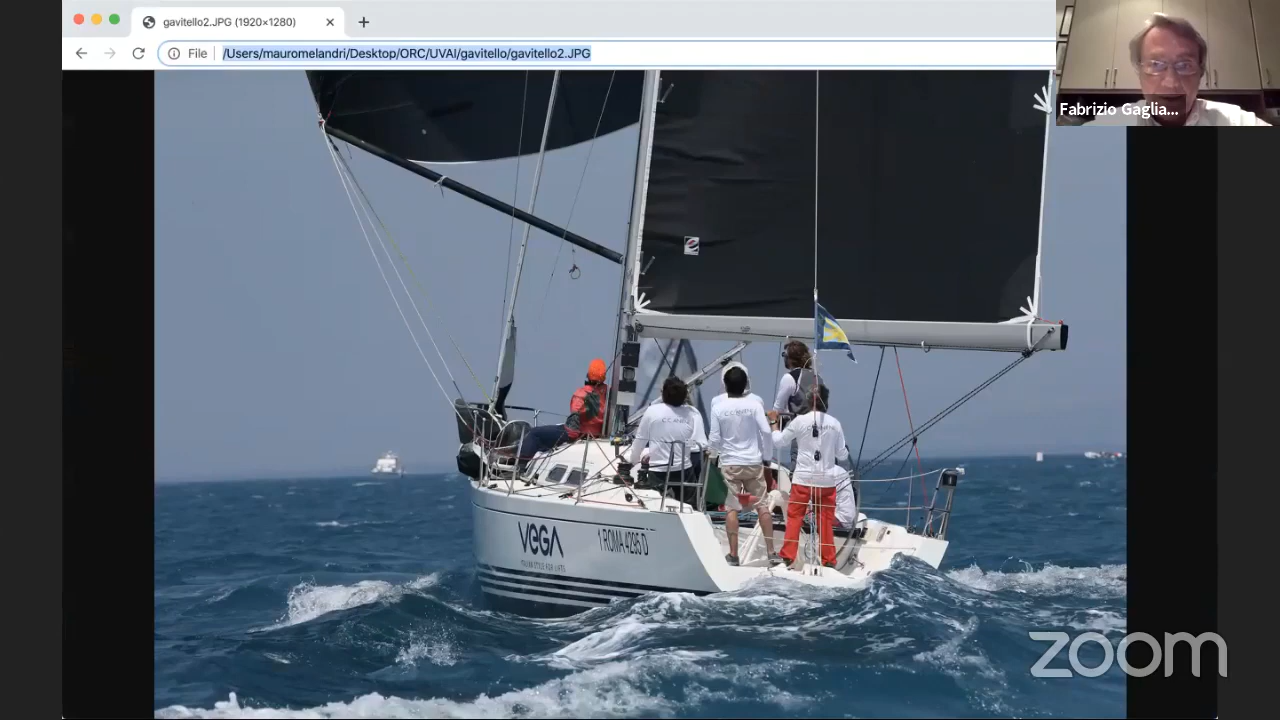 gavitello2.JPG (1920×1280)
File /Users/mauromelandri/Desktop/ORC/UVAI/gavitello/gavitello2.JPG
Fabrizio Gaglia...
VEGA
1 ROMA 4295 D
zoom